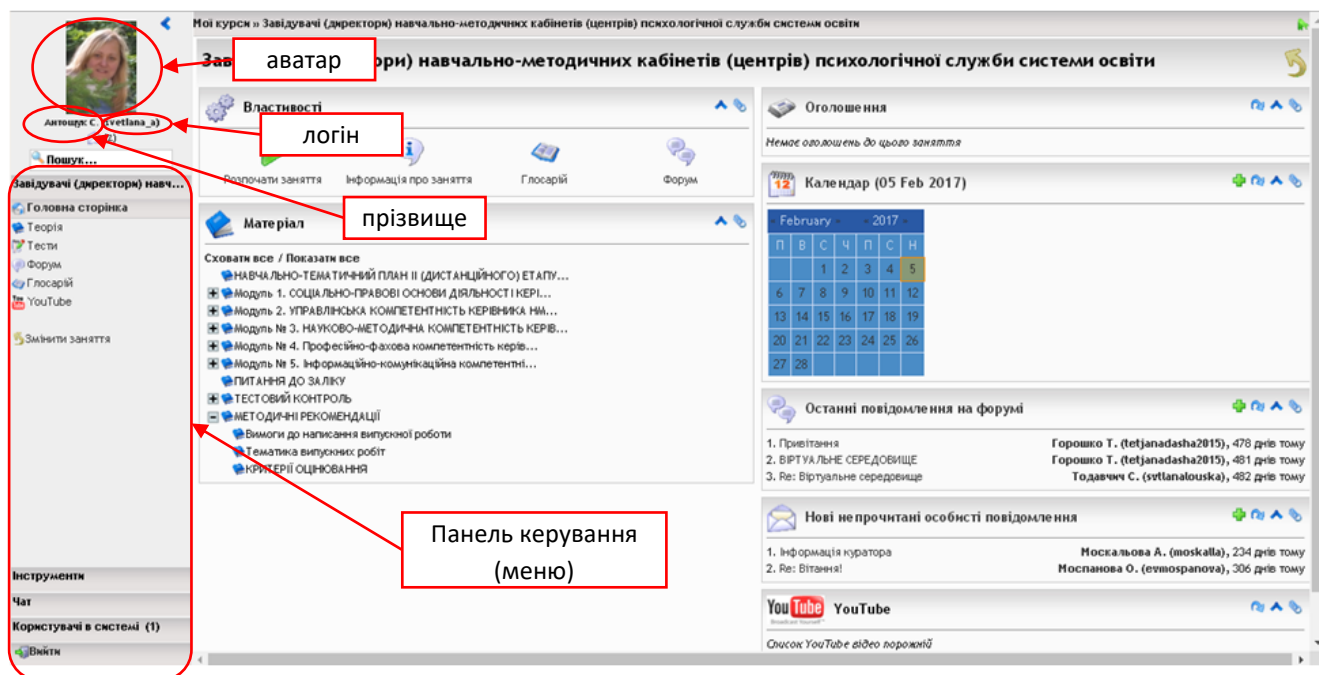 Мої курси » Завідувачі (директори) навчально-методичних кабінетів (центрів) психологічної служби системи освіти
аватар
логін
прізвище
Панель керування
(меню)
Антощук С. (svetlana_a)
Пошук...
Завідувачі (директори) навч...
Головна сторінка
Теорія
Тести
Форум
Глосарій
YouTube
Змінити заняття
Інструменти
Чат
Користувачі в системі (1)
Вийти
навчально-методичних кабінетів (центрів) психологічної служби системи освіти
Властивості
Розпочати заняття
Інформація про заняття
Глосарій
Форум
Матеріал
Сховати все / Показати все
НАВЧАЛЬНО-ТЕМАТИЧНИЙ ПЛАН ІІ (ДИСТАНЦІЙНОГО) ЕТАПУ...
Модуль 1. СОЦІАЛЬНО-ПРАВОВІ ОСНОВИ ДІЯЛЬНОСТІ КЕРІ...
Модуль 2. УПРАВЛІНСЬКА КОМПЕТЕНТНІСТЬ КЕРІВНИКА НМ...
Модуль № 3. НАУКОВО-МЕТОДИЧНА КОМПЕТЕНТНІСТЬ КЕРІВ...
Модуль № 4. Професійно-фахова компетентність керів...
Модуль № 5. Інформаційно-комунікаційна компетентні...
ПИТАННЯ ДО ЗАЛІКУ
ТЕСТОВИЙ КОНТРОЛЬ
МЕТОДИЧНІ РЕКОМЕНДАЦІЇ
Вимоги до написання випускної роботи
Тематика випускних робіт
КРИТЕРІЇ ОЦІНЮВАННЯ
Оголошення
Немає оголошень до цього заняття
12
Календар (05 Feb 2017)
February 2017
П В С Ч П С Н
1 2 3 4 5
6 7 8 9 10 11 12
13 14 15 16 17 18 19
20 21 22 23 24 25 26
27 28
Останні повідомлення на форумі
1. Привітання Горошко Т. (tetjanadasha2015), 478 днів тому
2. ВІРТУАЛЬНЕ СЕРЕДОВИЩЕ Горошко Т. (tetjanadasha2015), 481 днів тому
3. Re: Віртуальне середовище Тодавчич С. (svtlanalouska), 482 днів тому
Нові непрочитані особисті повідомлення
1. Інформація куратора Москальова А. (moskalla), 234 днів тому
2. Re: Вітання! Моспанова О. (evmospanova), 306 днів тому
YouTube YouTube
Список YouTube відео порожній